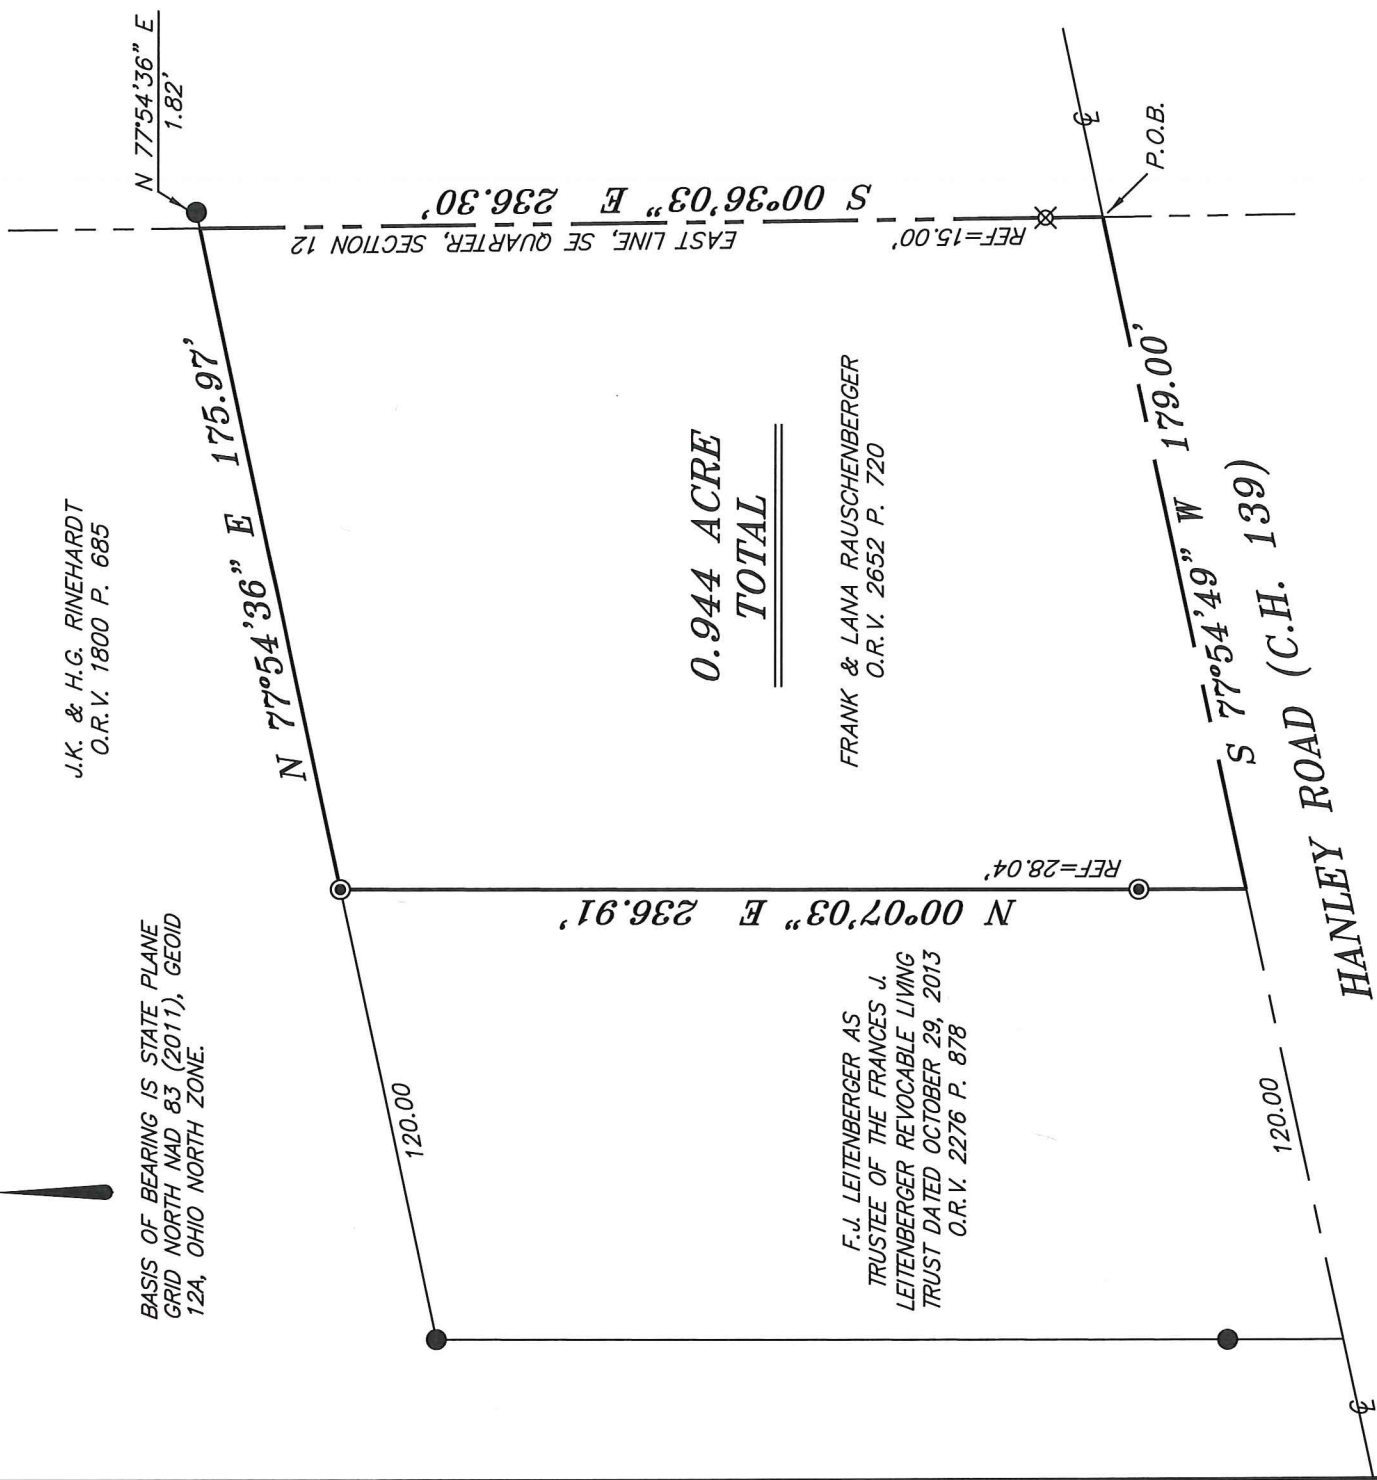 N 77°54'36" E
1.82'
J.K. & H.G. RINEHARDT
O.R.V. 1800 P. 685
N 77°54'36" E 175.97'
S 00°36'03" E 236.30'
EAST LINE, SE QUARTER, SECTION 12
REF=15.00'
P.O.B.
0.944 ACRE
TOTAL
FRANK & LANA RAUSCHENBERGER
O.R.V. 2652 P. 720
S 77°54'49" W 179.00'
HANLEY ROAD (C.H. 139)
N 00°07'03" E 236.91'
REF=28.04'
BASIS OF BEARING IS STATE PLANE
GRID NORTH NAD 83 (2011), GEOID
12A, OHIO NORTH ZONE.
120.00
F.J. LEITENBERGER AS
TRUSTEE OF THE FRANCES J.
LEITENBERGER REVOCABLE LIVING
TRUST DATED OCTOBER 29, 2013
O.R.V. 2276 P. 878
120.00
℄
℄